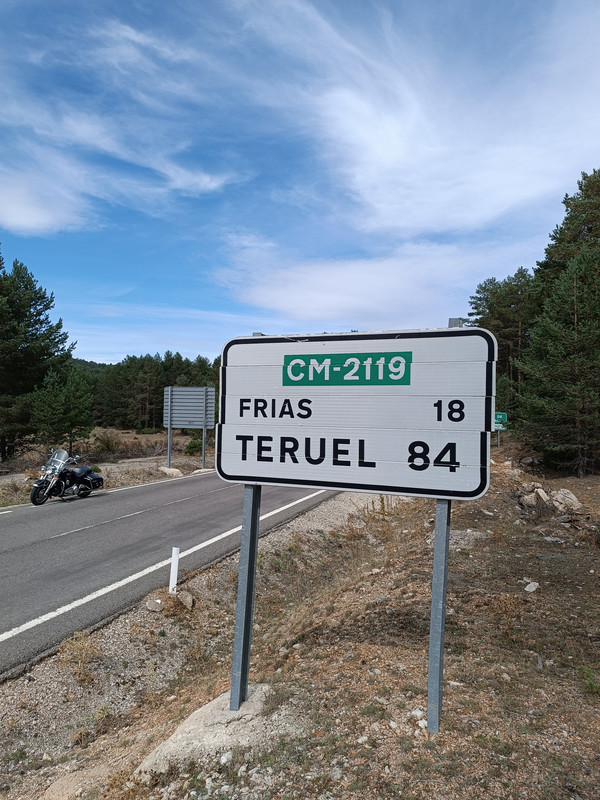 CM-2119
FRIAS 18
TERUEL 84